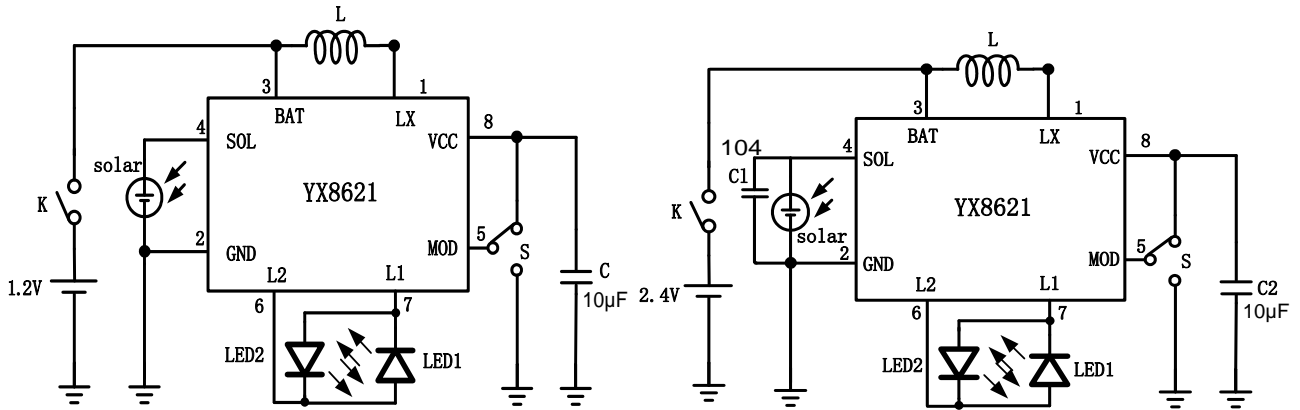 L
3
1
BAT
LX
4
SOL
VCC
8
solar
YX8621
K
2
GND
MOD
5
S
1.2V
L2
L1
6
7
C
10µF
LED2
LED1
L
3
1
BAT
LX
104
4
SOL
VCC
8
C1
YX8621
K
solar
2
GND
MOD
5
S
2.4V
L2
L1
6
7
C2
10µF
LED2
LED1